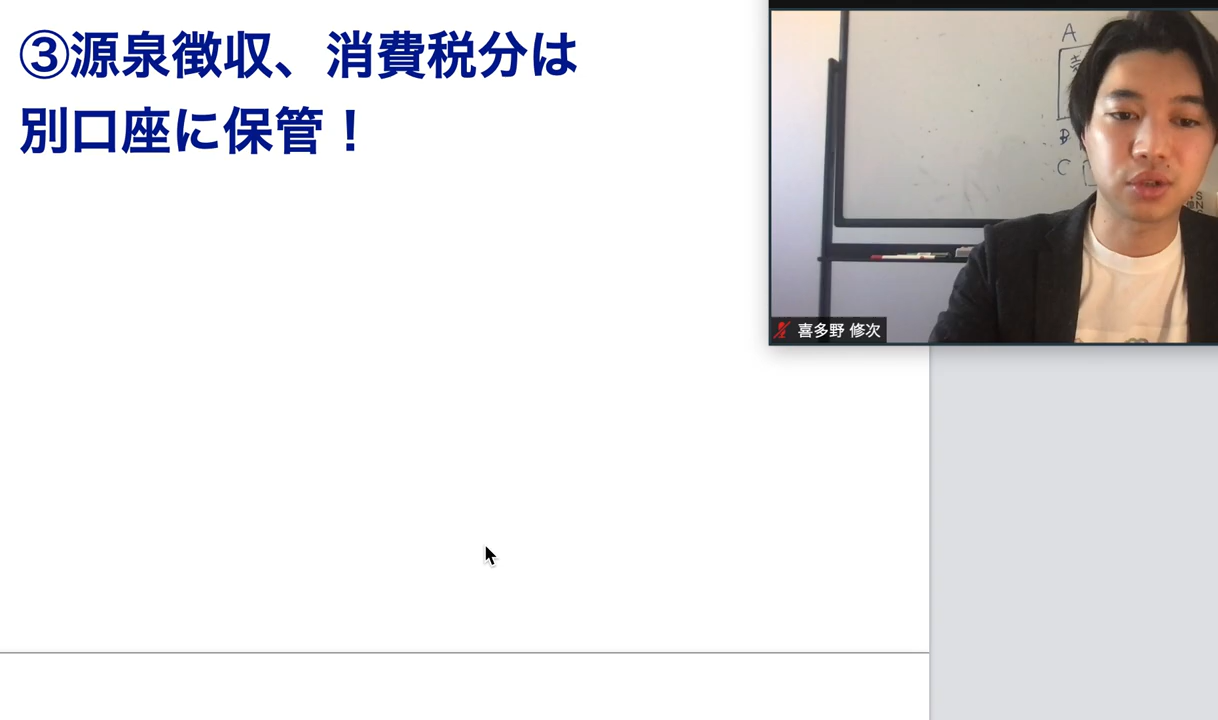 ③源泉徴収、消費税分は
別口座に保管！
A
B
C
喜多野 修次